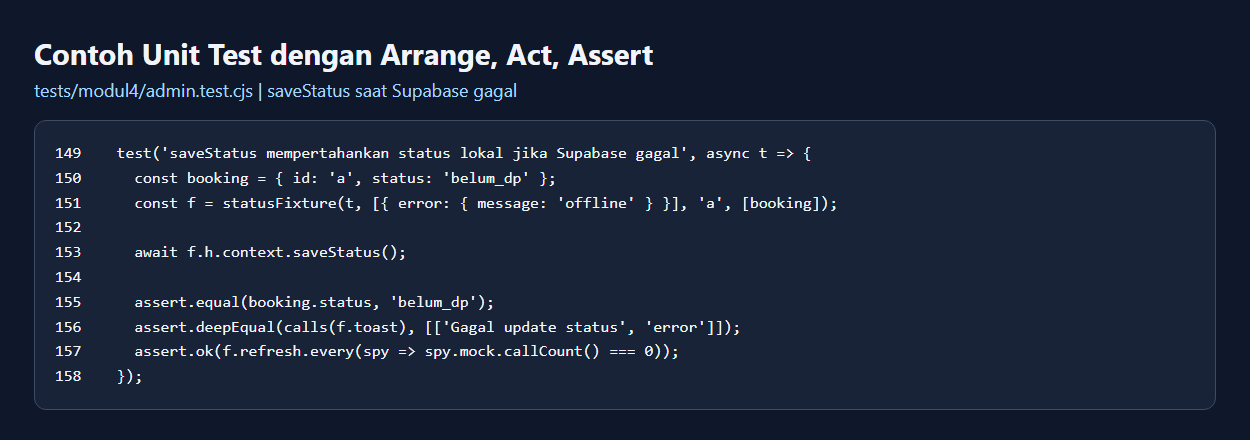 Contoh Unit Test dengan Arrange, Act, Assert
tests/modul4/admin.test.cjs | saveStatus saat Supabase gagal
149 test('saveStatus mempertahankan status lokal jika Supabase gagal', async t => {
150 const booking = { id: 'a', status: 'belum_dp' };
151 const f = statusFixture(t, [{ error: { message: 'offline' } }], 'a', [booking]);
152
153 await f.h.context.saveStatus();
154
155 assert.equal(booking.status, 'belum_dp');
156 assert.deepEqual(calls(f.toast), [['Gagal update status', 'error']]);
157 assert.ok(f.refresh.every(spy => spy.mock.callCount() === 0));
158 });